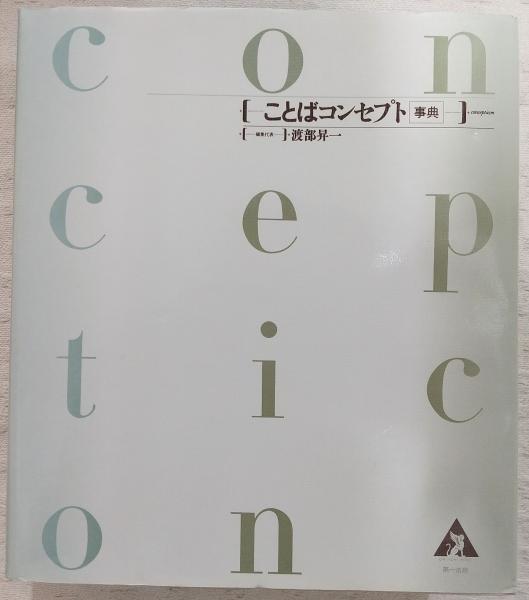 c o n
【ことばコンセプト 事典】 conception
【編集代表】 渡部昇一
c e p
t i c
o n
第一法規